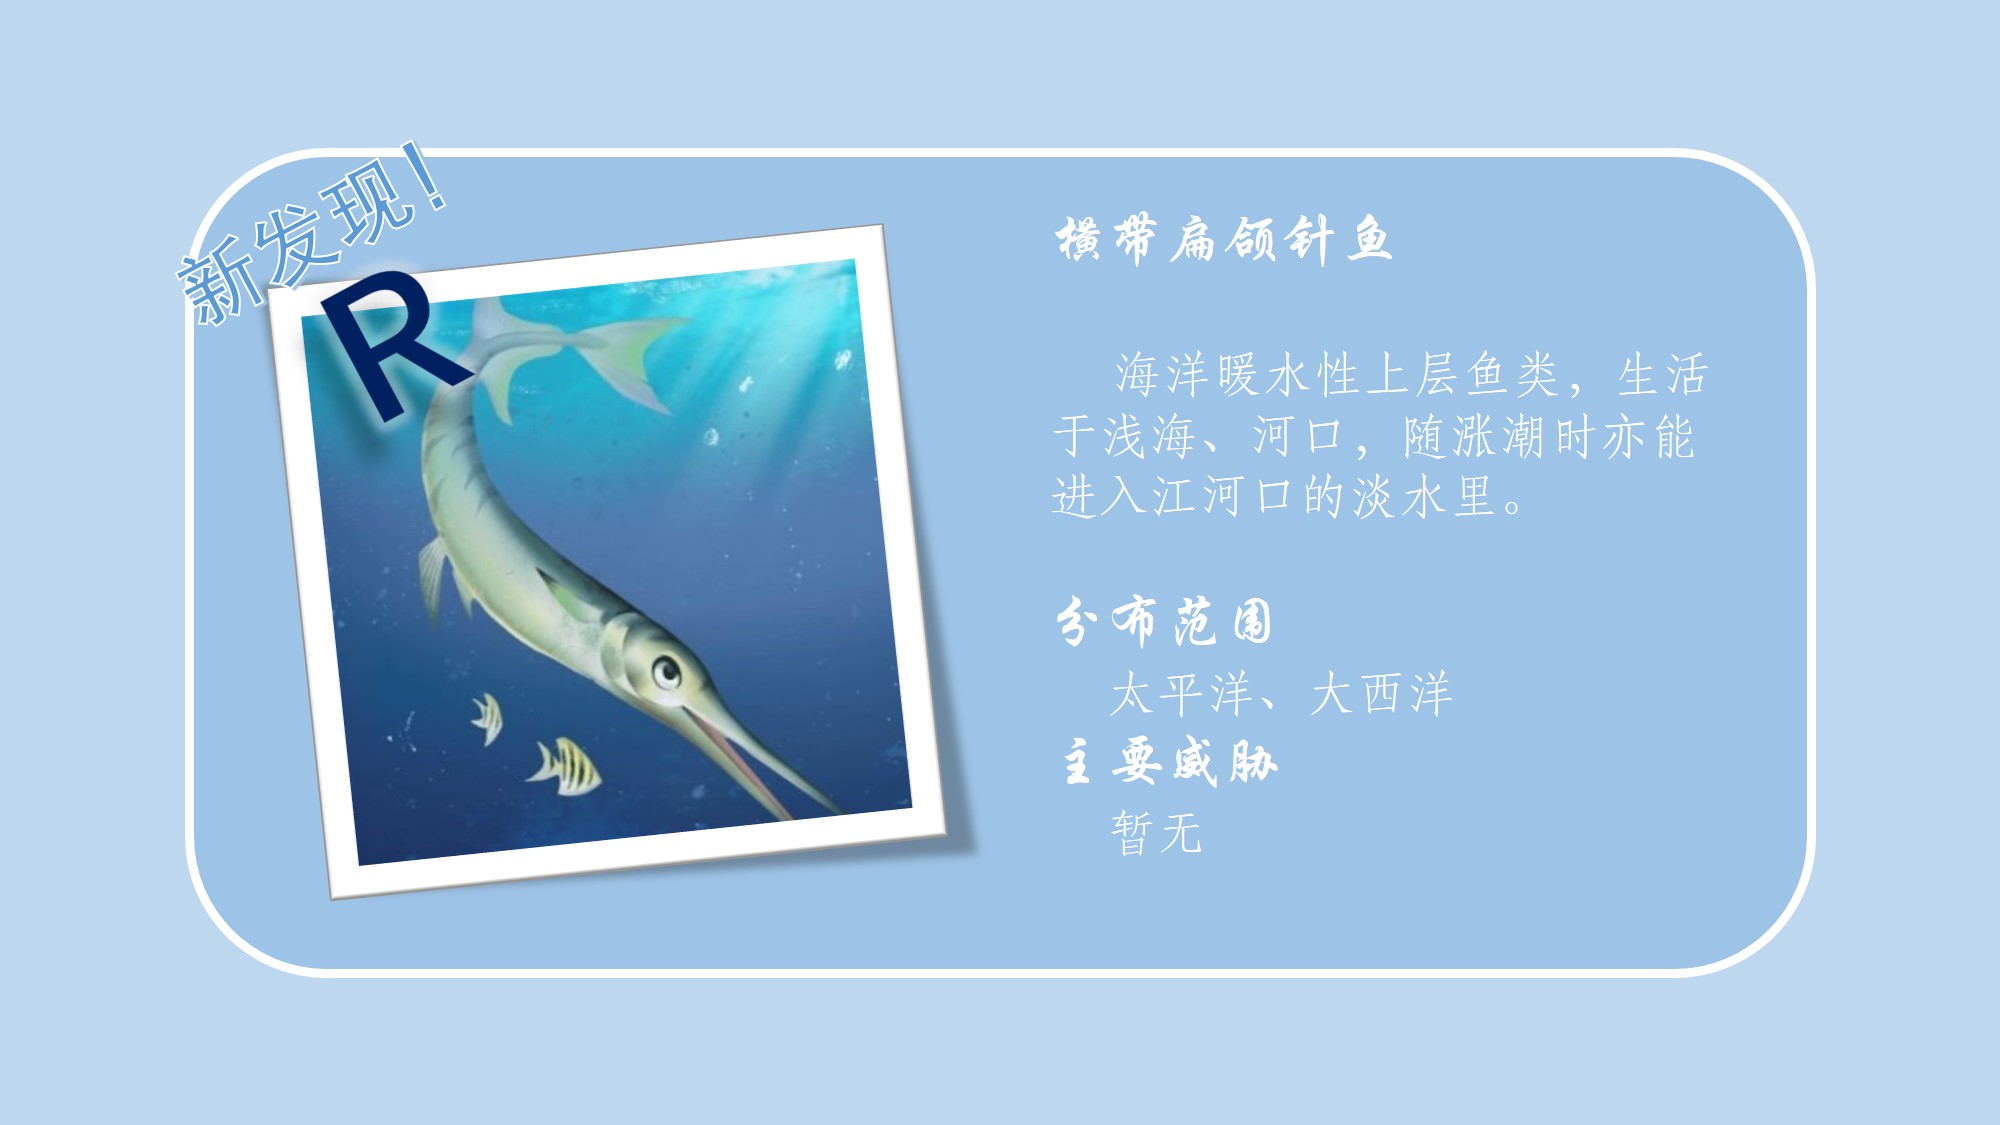 新发现！
R
横带扁颌针鱼
海洋暖水性上层鱼类，生活
于浅海、河口，随涨潮时亦能
进入江河口的淡水里。
分布范围
太平洋、大西洋
主要威胁
暂无